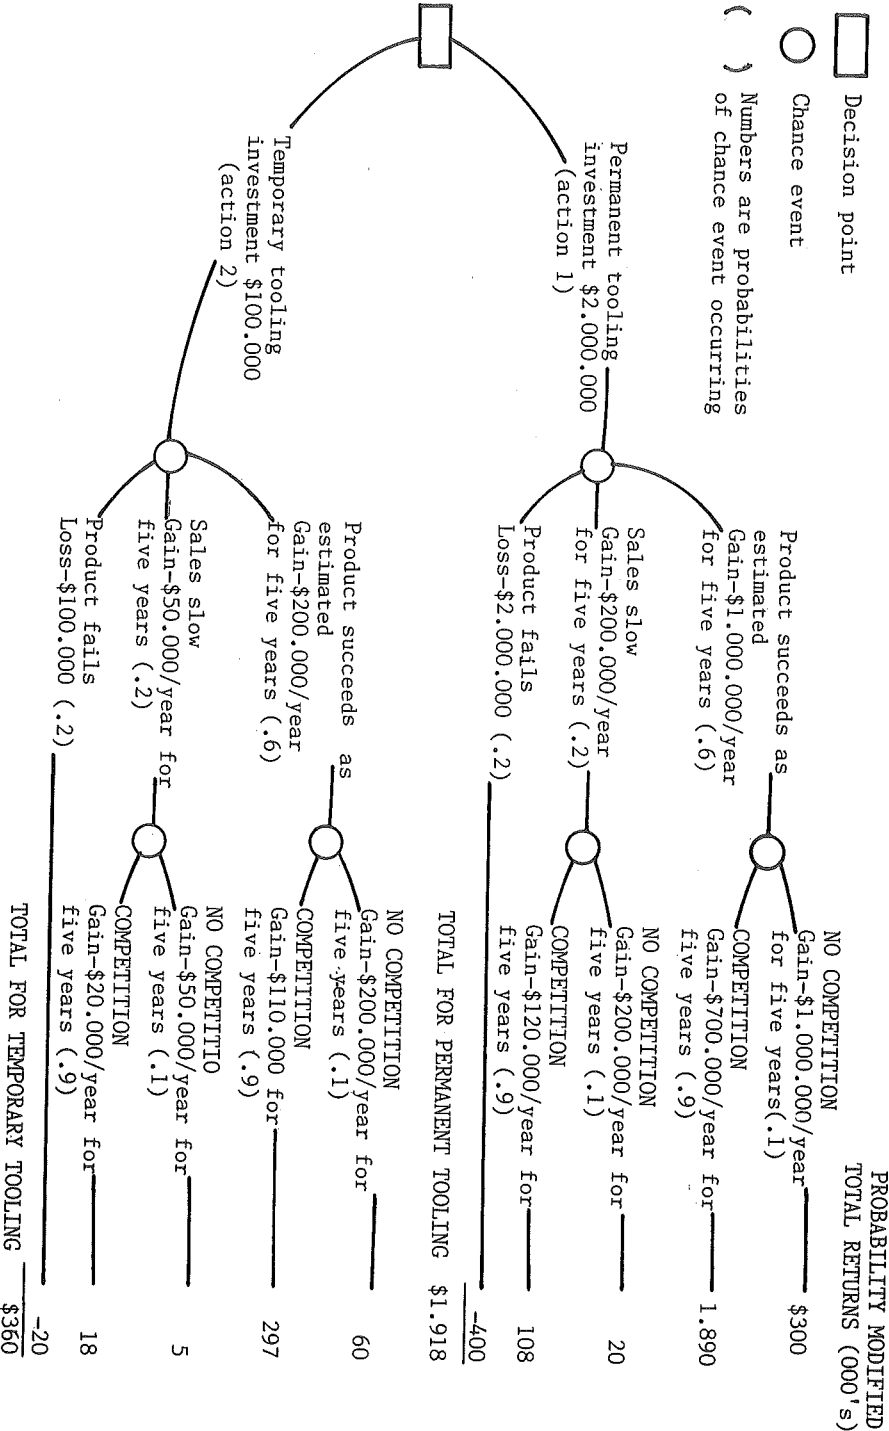 PROBABILITY MODIFIED
TOTAL RETURNS (000's)
Decision point
Chance event
( ) Numbers are probabilities
of chance event occurring
Permanent tooling
investment $2.000.000
(action 1)
Product succeeds as
estimated
Gain-$1.000.000/year
for five years (.6)
NO COMPETITION
Gain-$1.000.000/year
for five years(.1)
$300
COMPETITION
Gain-$700.000/year for
five years (.9)
1.890
Sales slow
Gain-$200.000/year
for five years (.2)
NO COMPETITION
Gain-$200.000/year for
five years (.1)
20
COMPETITION
Gain-$120.000/year for
five years (.9)
108
Product fails
Loss-$2.000.000 (.2)
-400
TOTAL FOR PERMANENT TOOLING $1.918
Temporary tooling
investment $100.000
(action 2)
Product succeeds as
estimated
Gain-$200.000/year
for five years (.6)
NO COMPETITION
Gain-$200.000/year for
five years (.1)
60
COMPETITION
Gain-$110.000 for
five years (.9)
297
Sales slow
Gain-$50.000/year for
five years (.2)
NO COMPETITIO
Gain-$50.000/year for
five years (.1)
5
COMPETITION
Gain-$20.000/year for
five years (.9)
18
Product fails
Loss-$100.000 (.2)
-20
TOTAL FOR TEMPORARY TOOLING $360